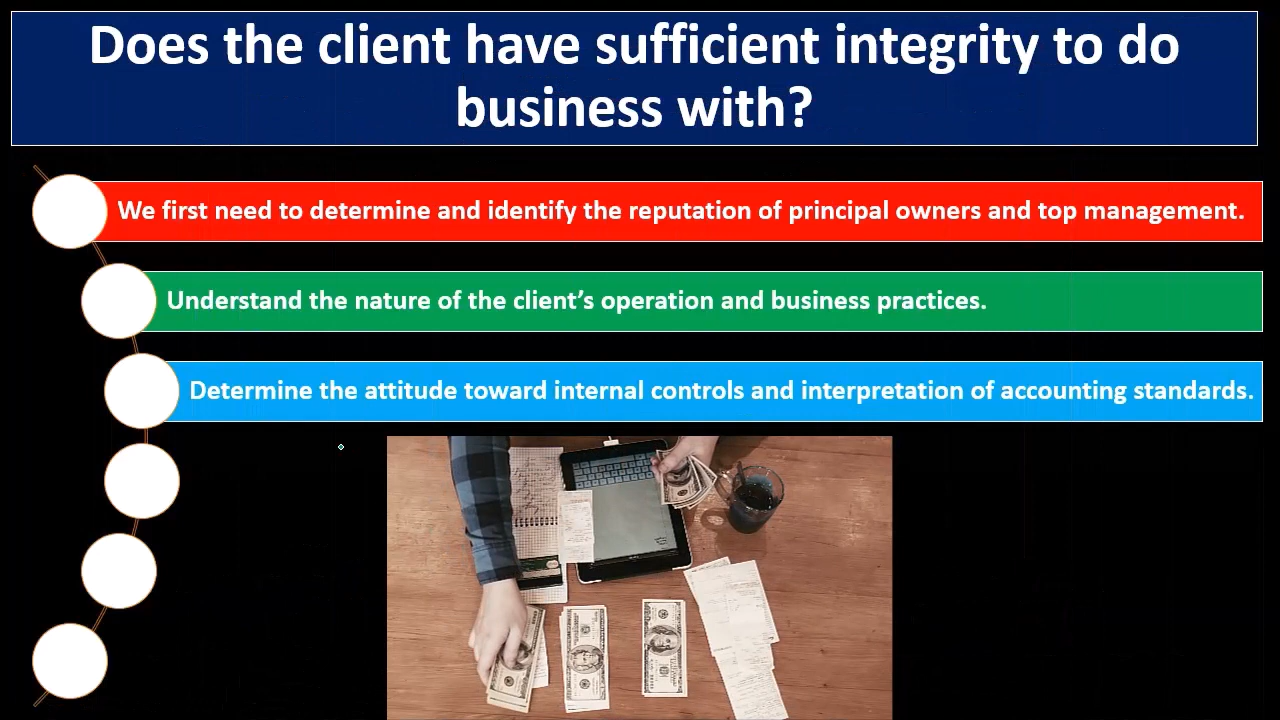 Does the client have sufficient integrity to do
business with?
We first need to determine and identify the reputation of principal owners and top management.
Understand the nature of the client’s operation and business practices.
Determine the attitude toward internal controls and interpretation of accounting standards.